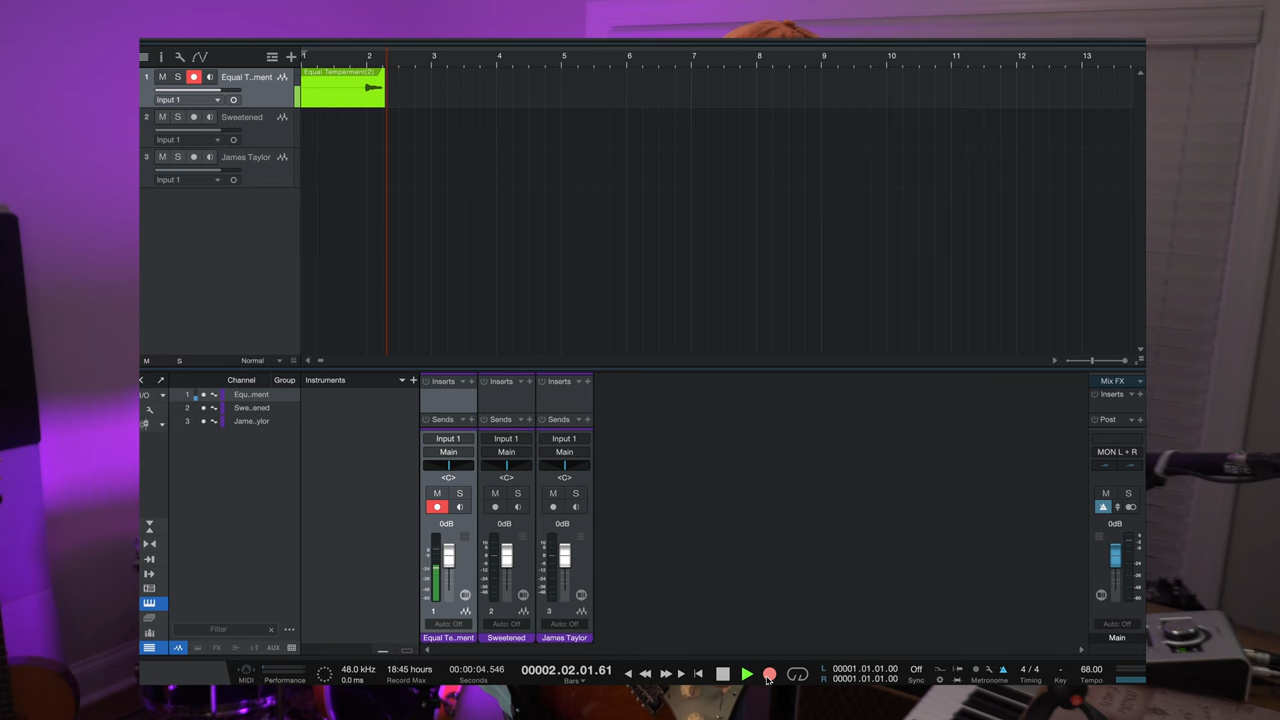 1 2 3 4 5 6 7 8 9 10 11 12 13
1 M S Equal T..ment Equal Temperment(2)
Input 1
2 M S Sweetened
Input 1
3 M S James Taylor
Input 1
M S Normal
Channel Group Instruments Inserts Inserts Inserts Mix FX
I/O 1 Equ..ment Inserts
2 Swe..ened
3 Jame..ylor Sends Sends Sends Post
Input 1 Input 1 Input 1
Main Main Main MON L + R
<C> <C> <C>
M S M S M S M S
0dB 0dB 0dB 0dB
1 2 3
Filter Auto: Off Auto: Off Auto: Off Auto: Off
Equal Te..ment Sweetened James Taylor Main
FX AUX
48.0 kHz 18:45 hours 00:00:04.546 00002.02.01.61 L 00001.01.01.00 Off 4 / 4 - 68.00
MIDI Performance 0.0 ms Record Max Seconds Bars R 00001.01.01.00 Sync Metronome Timing Key Tempo